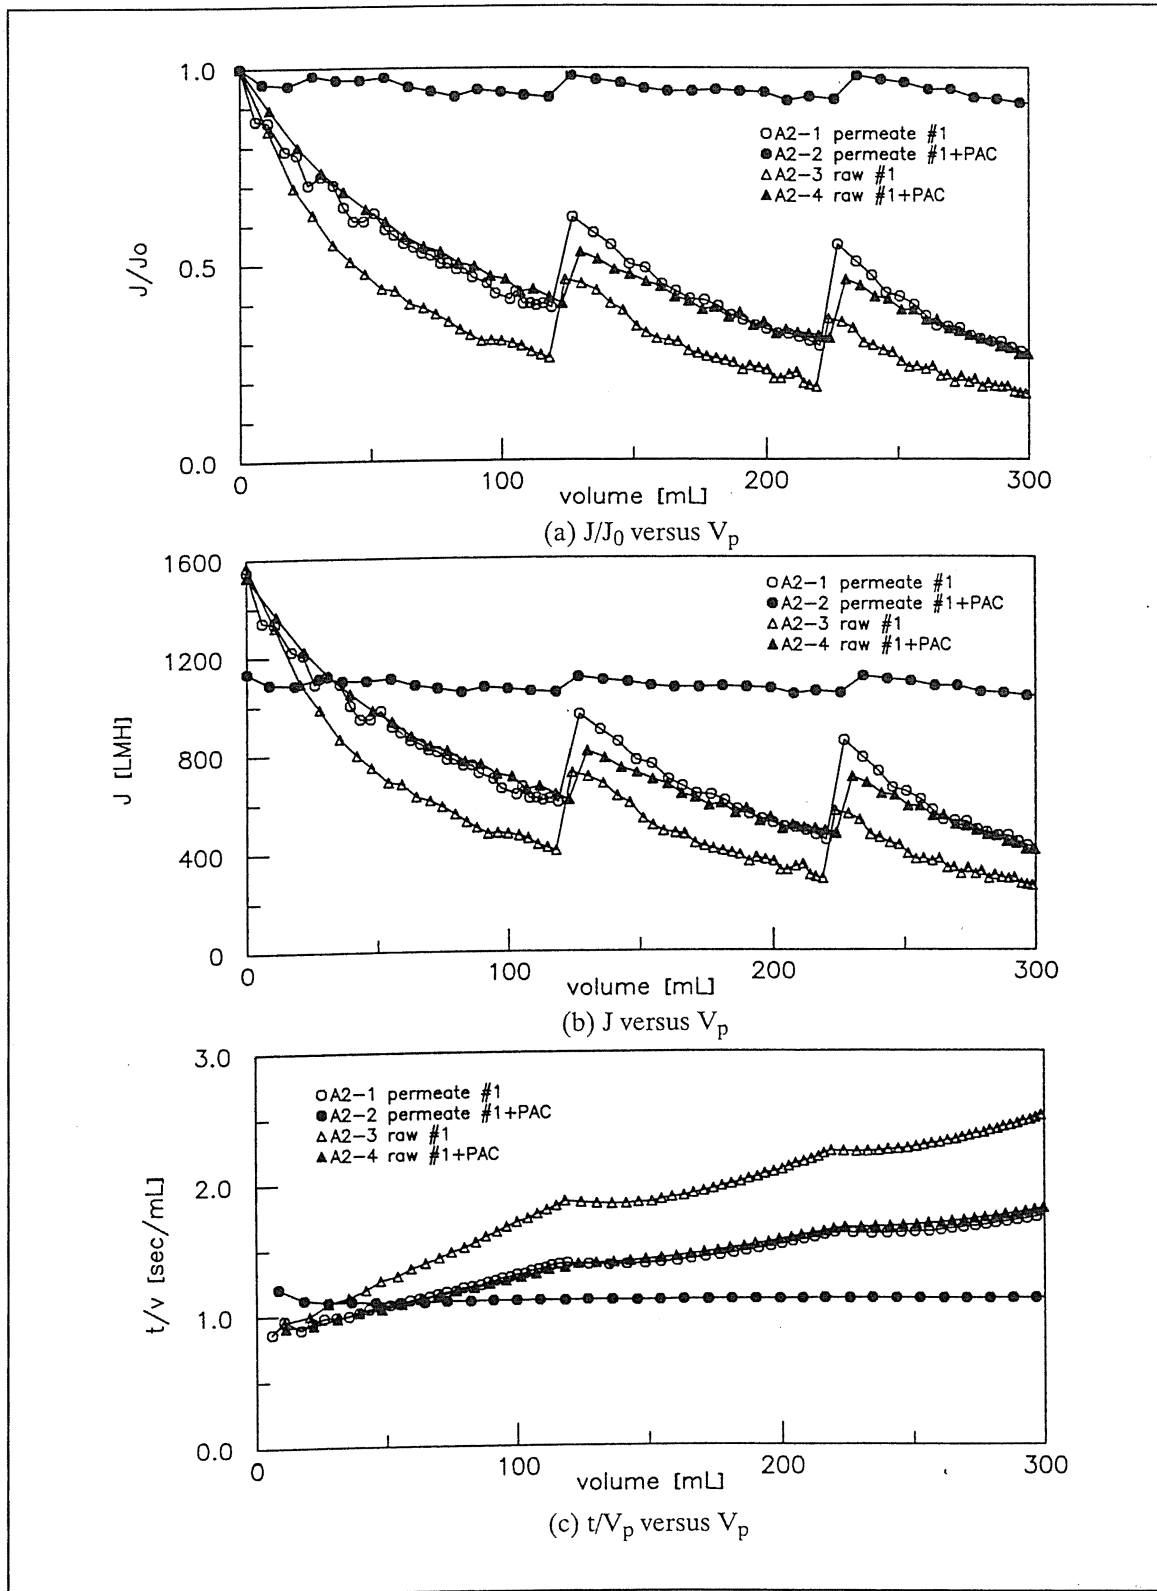 1.0
0.5
0.0
J/Jo
○A2-1 permeate #1
●A2-2 permeate #1+PAC
△A2-3 raw #1
▲A2-4 raw #1+PAC
0 100 200 300
volume [mL]
(a) J/J0 versus Vp
1600
1200
800
400
0
J [LMH]
○A2-1 permeate #1
●A2-2 permeate #1+PAC
△A2-3 raw #1
▲A2-4 raw #1+PAC
0 100 200 300
volume [mL]
(b) J versus Vp
3.0
2.0
1.0
0.0
t/v [sec/mL]
○A2-1 permeate #1
●A2-2 permeate #1+PAC
△A2-3 raw #1
▲A2-4 raw #1+PAC
0 100 200 300
volume [mL]
(c) t/Vp versus Vp